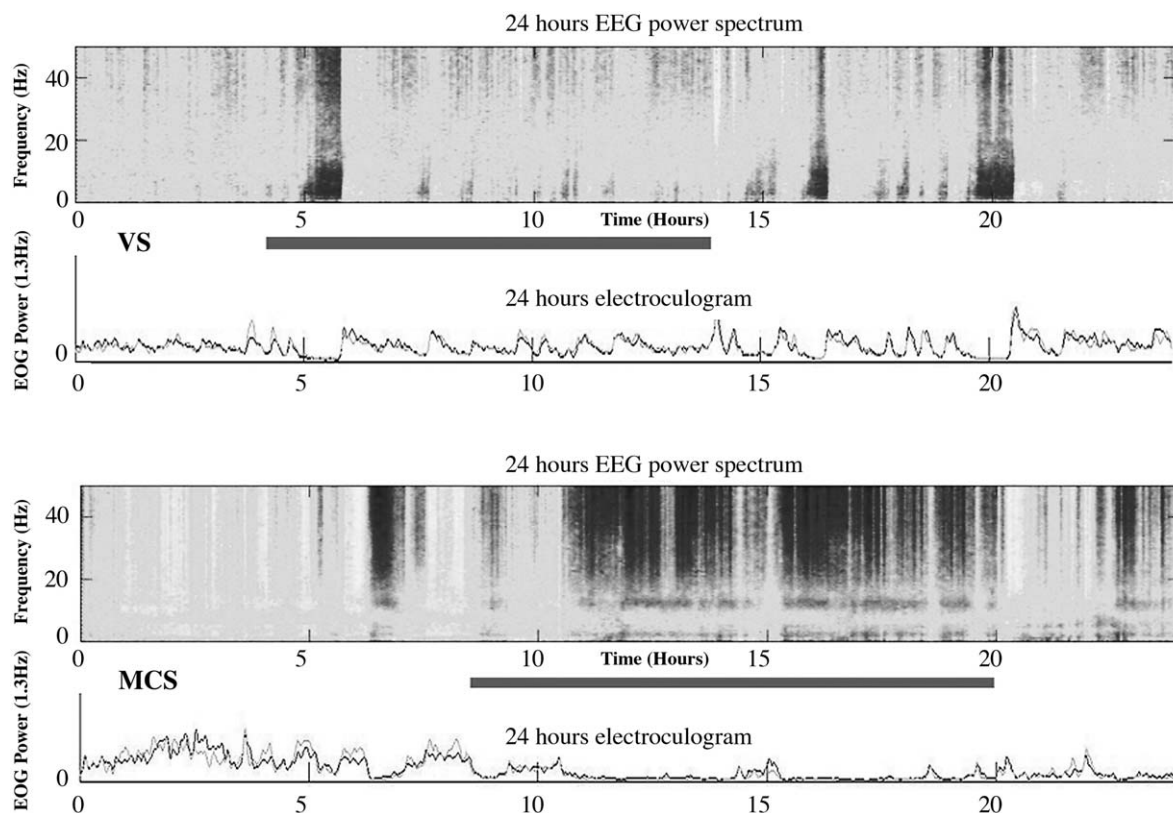 24 hours EEG power spectrum
Frequency (Hz)
40
20
0
0 5 10 Time (Hours) 15 20
VS
EOG Power (1.3Hz)
24 hours electroculogram
0
0 5 10 15 20
24 hours EEG power spectrum
Frequency (Hz)
40
20
0
0 5 10 Time (Hours) 15 20
MCS
EOG Power (1.3Hz)
24 hours electroculogram
0
0 5 10 15 20